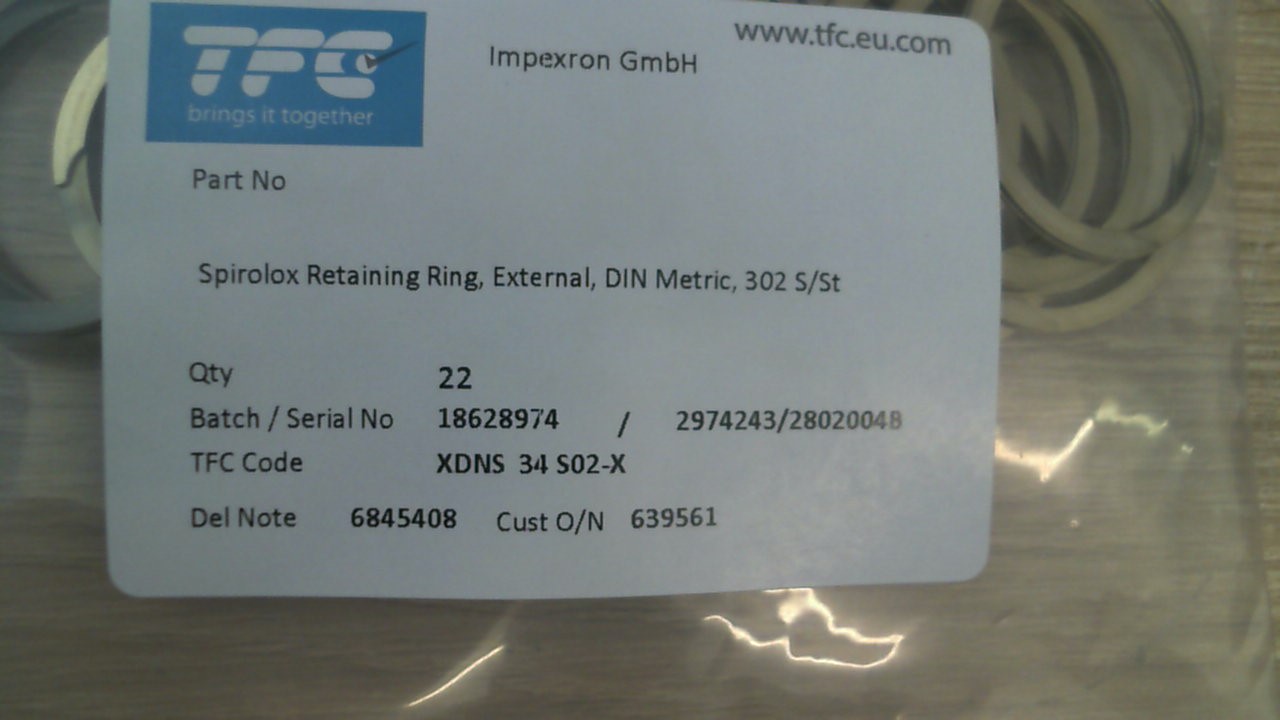 TFC
brings it together
Impexron GmbH
www.tfc.eu.com
Part No
Spirolox Retaining Ring, External, DIN Metric, 302 S/St
Qty 22
Batch / Serial No 18628974 / 2974243/28020048
TFC Code XDNS 34 S02-X
Del Note 6845408 Cust O/N 639561